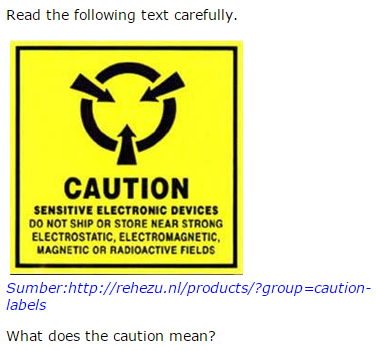 Read the following text carefully.
CAUTION
SENSITIVE ELECTRONIC DEVICES
DO NOT SHIP OR STORE NEAR STRONG
ELECTROSTATIC, ELECTROMAGNETIC,
MAGNETIC OR RADIOACTIVE FIELDS
Sumber:http://rehezu.nl/products/?group=caution-
labels
What does the caution mean?